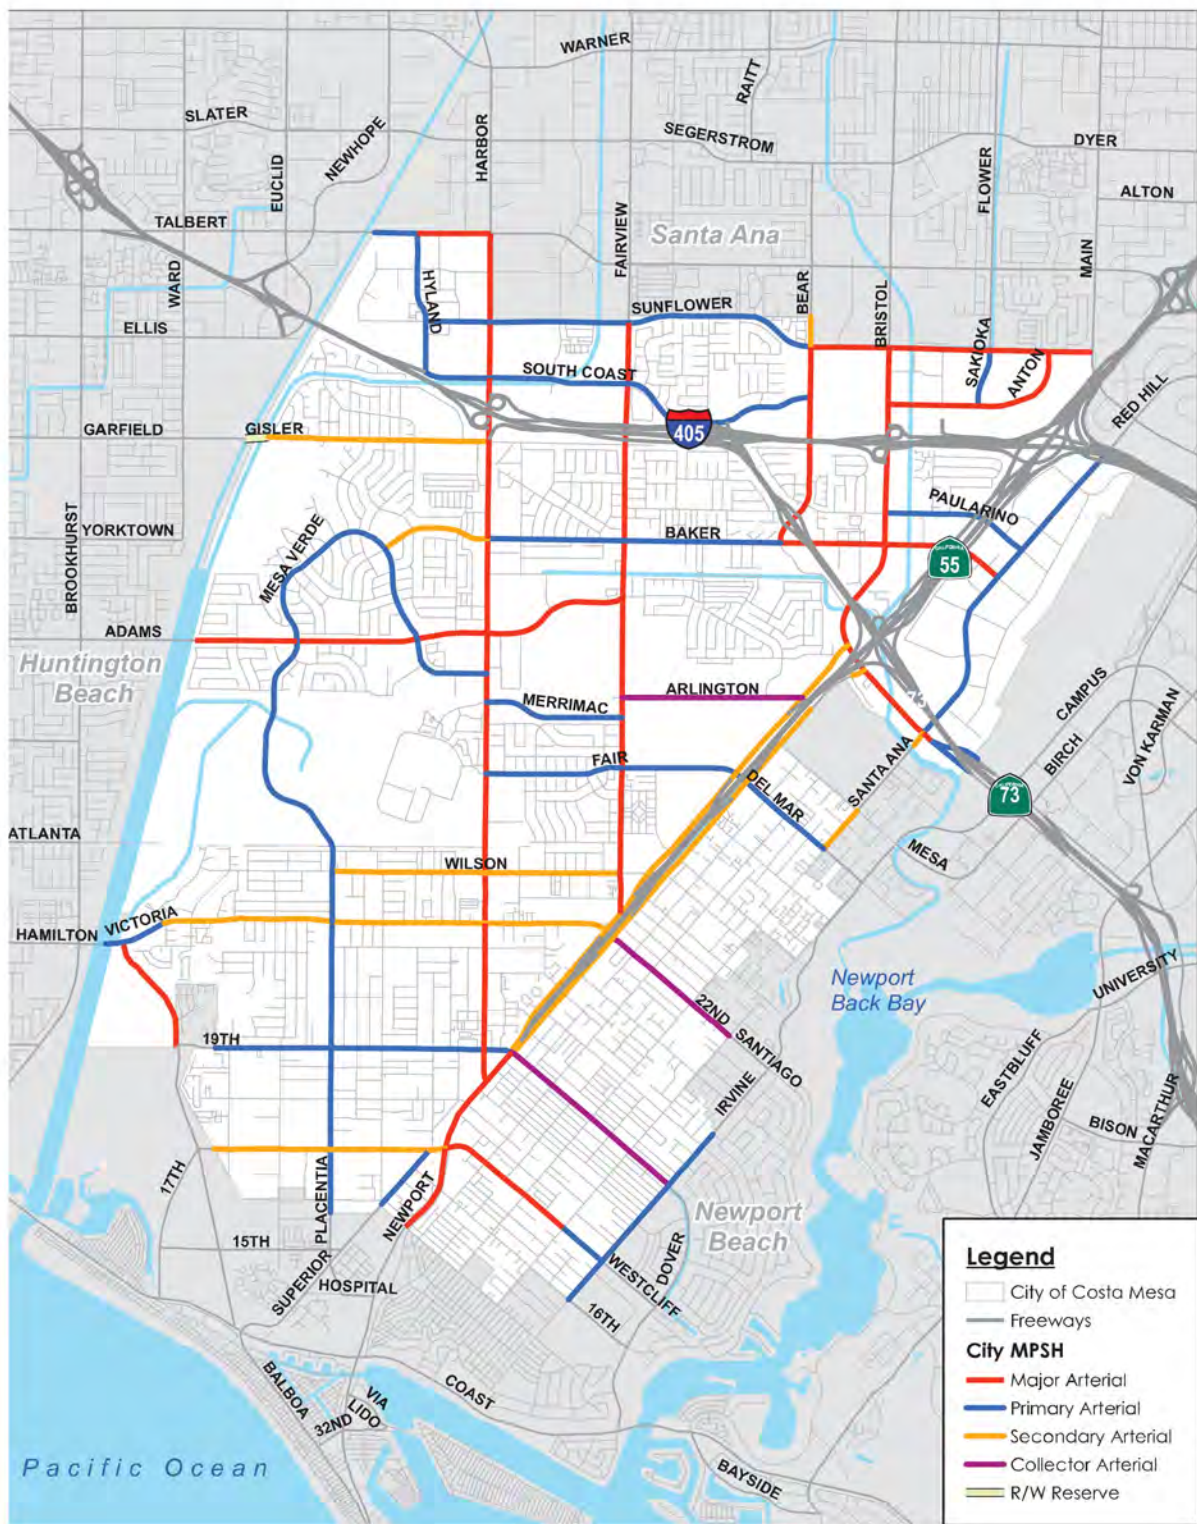 WARNER
RAITT
SLATER
SEGERSTROM
DYER
NEWHOPE
HARBOR
EUCLID
FLOWER
ALTON
TALBERT
FAIRVIEW
Santa Ana
MAIN
WARD
HYLAND
BEAR
BRISTOL
SUNFLOWER
ELLIS
SAKIOKA
ANTON
SOUTH COAST
RED HILL
405
GARFIELD
GISLER
PAULARINO
YORKTOWN
BAKER
CALIFORNIA
55
BROOKHURST
MESA VERDE
ADAMS
Huntington
Beach
ARLINGTON
CAMPUS
MERRIMAC
73
VON KARMAN
BIRCH
FAIR
SANTA ANA
DEL MAR
73
ATLANTA
MESA
WILSON
VICTORIA
HAMILTON
Newport
Back Bay
UNIVERSITY
22ND
SANTIAGO
19TH
EASTBLUFF
IRVINE
JAMBOREE
BISON
MACARTHUR
17TH
PLACENTIA
NEWPORT
Newport
Beach
15TH
SUPERIOR
HOSPITAL
DOVER
WESTCLIFF
16TH
BALBOA
VIA
LIDO
32ND
COAST
BAYSIDE
Pacific Ocean
Legend
City of Costa Mesa
Freeways
City MPSH
Major Arterial
Primary Arterial
Secondary Arterial
Collector Arterial
R/W Reserve